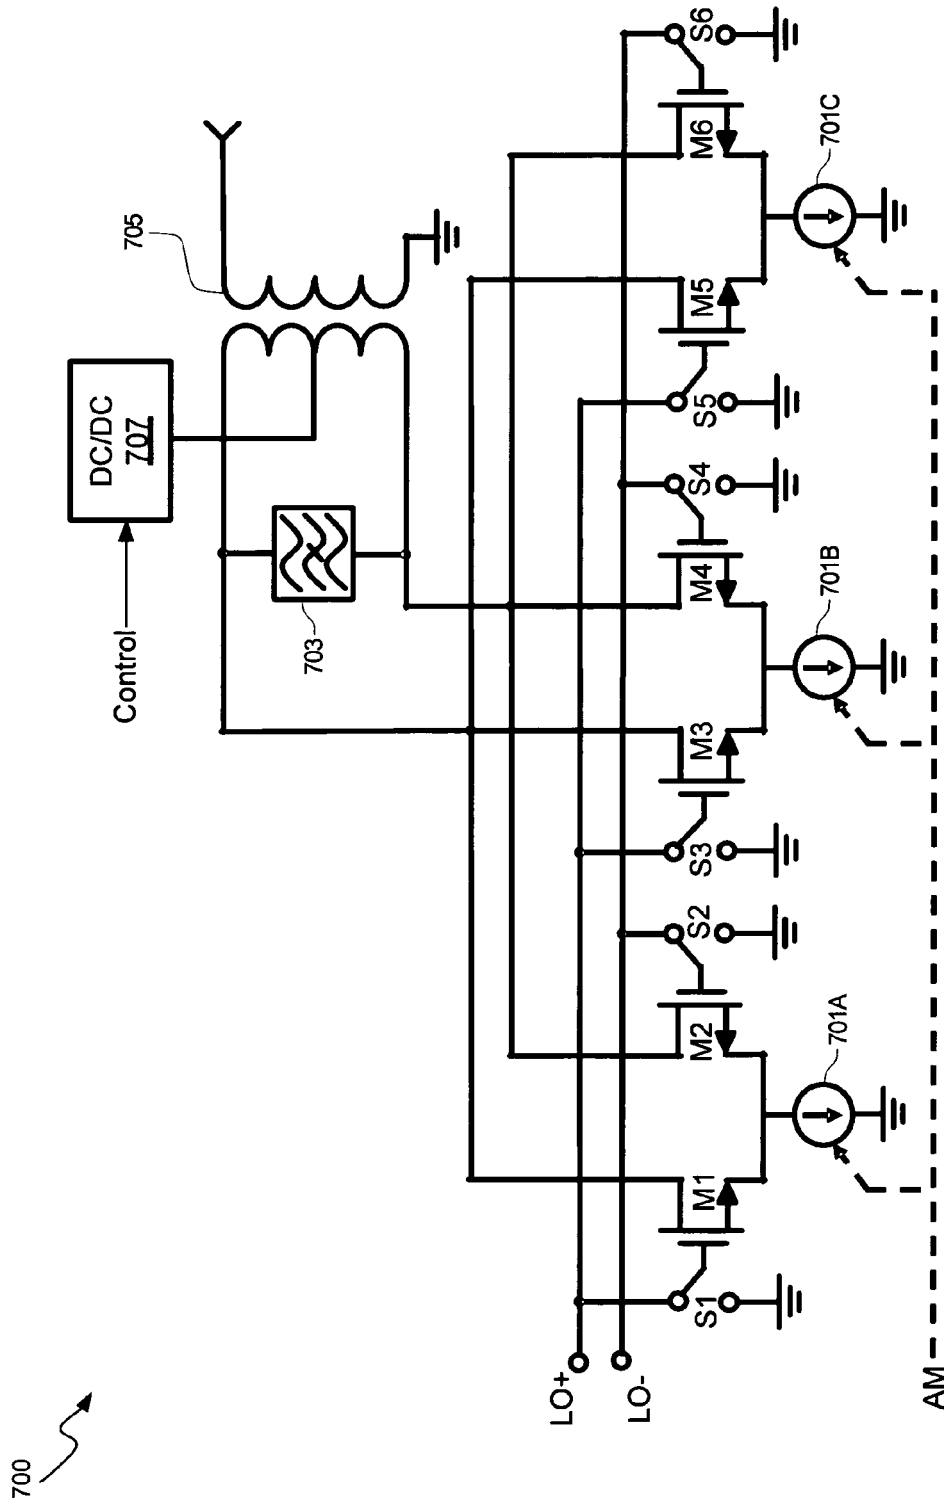 700
Control
DC/DC
707
705
703
LO+
LO-
S1
M1
M2
S2
S3
M3
M4
S4
S5
M5
M6
S6
701A
701B
701C
AM